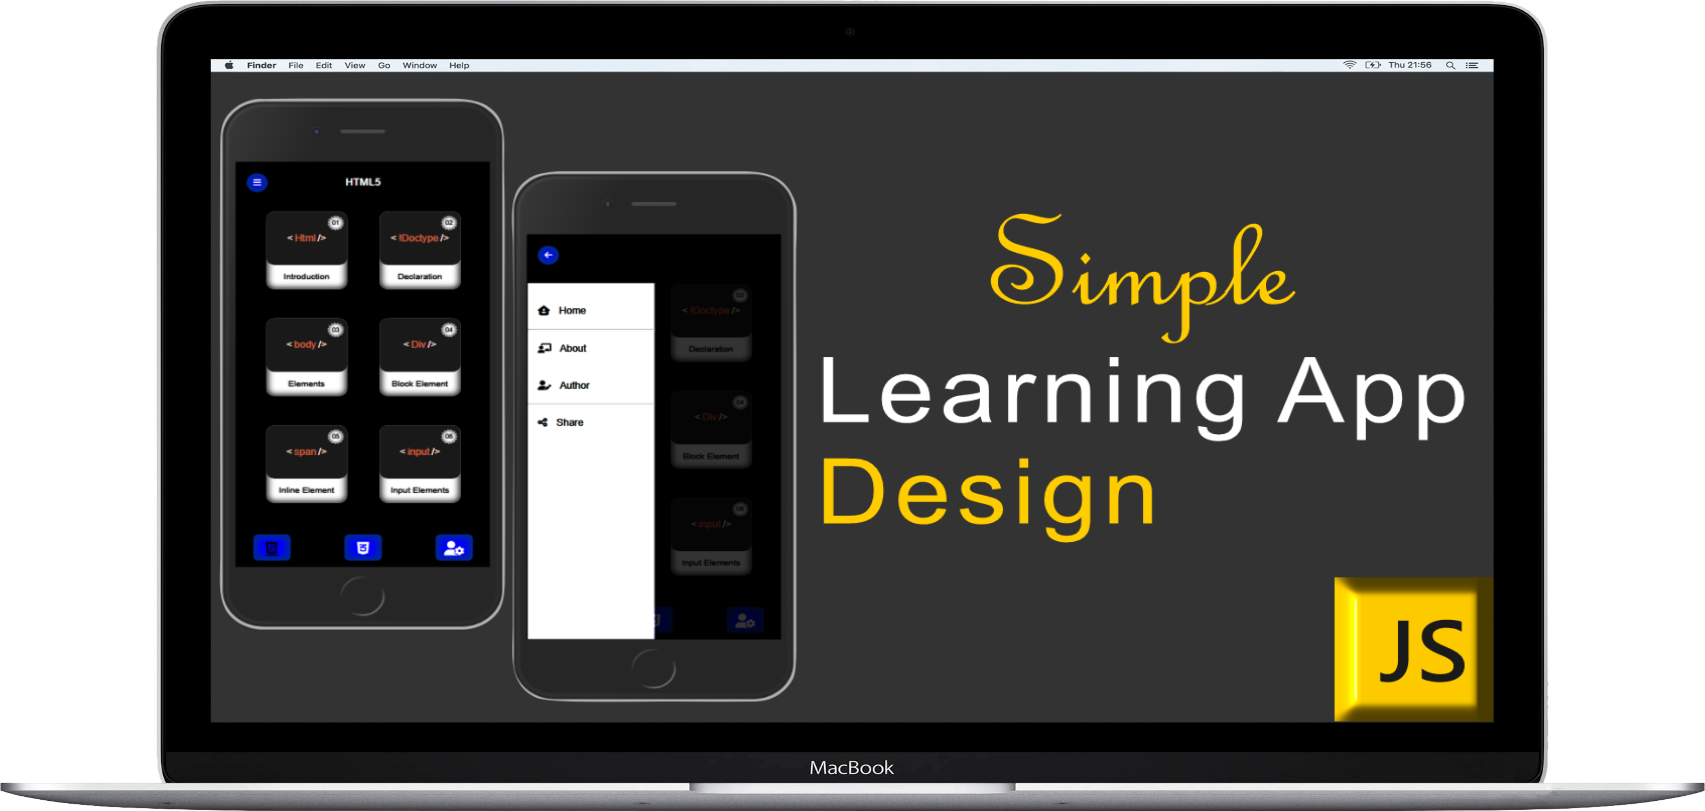 Finder File Edit View Go Window Help
Thu 21:56
HTML5
01
< Html />
Introduction
02
< !Doctype />
Declaration
03
< body />
Elements
04
< Div />
Block Element
05
< span />
Inline Element
06
< input />
Input Elements
Home
About
Author
Share
02
< !Doctype />
Declaration
04
< Div />
Block Element
06
< input />
Input Elements
Simple
Learning App
Design
JS
MacBook